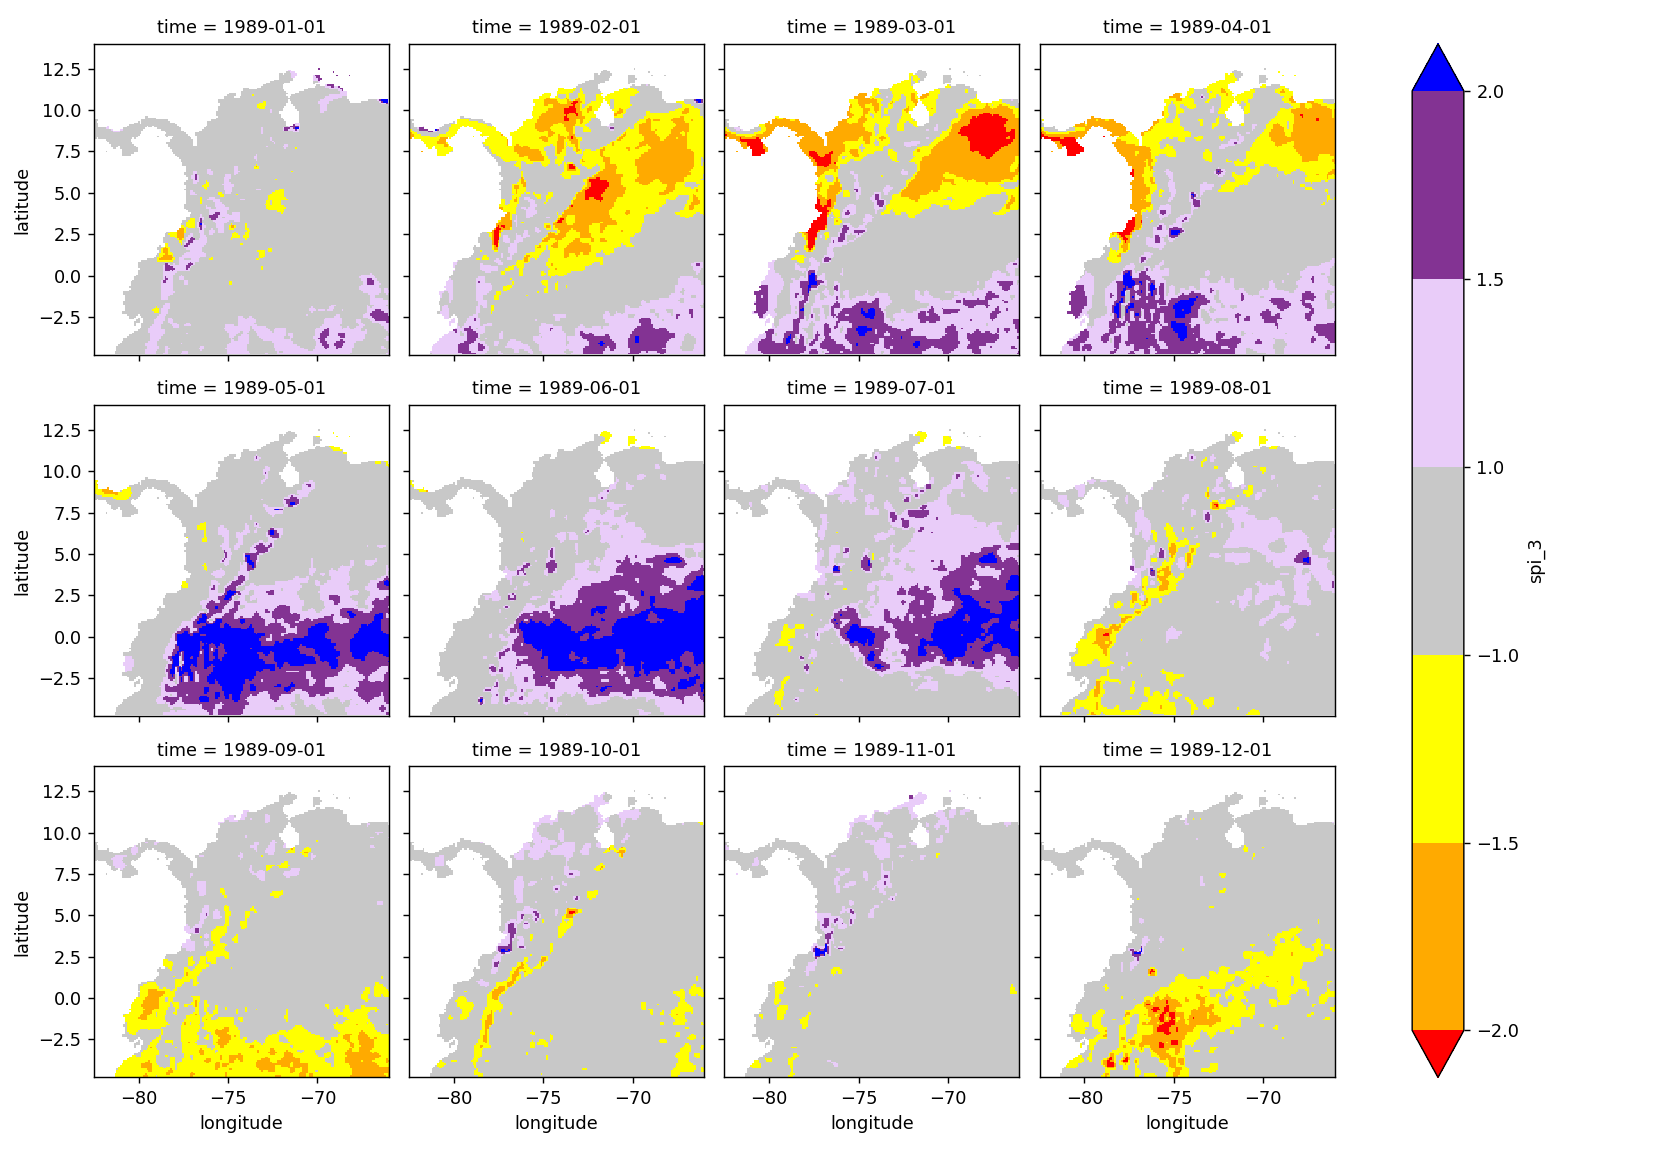 time = 1989-01-01
time = 1989-02-01
time = 1989-03-01
time = 1989-04-01
12.5
10.0
7.5
5.0
2.5
0.0
−2.5
latitude
time = 1989-05-01
time = 1989-06-01
time = 1989-07-01
time = 1989-08-01
12.5
10.0
7.5
5.0
2.5
0.0
−2.5
latitude
time = 1989-09-01
time = 1989-10-01
time = 1989-11-01
time = 1989-12-01
12.5
10.0
7.5
5.0
2.5
0.0
−2.5
latitude
−80 −75 −70
longitude
−80 −75 −70
longitude
−80 −75 −70
longitude
−80 −75 −70
longitude
2.0
1.5
1.0
−1.0
−1.5
−2.0
spi_3